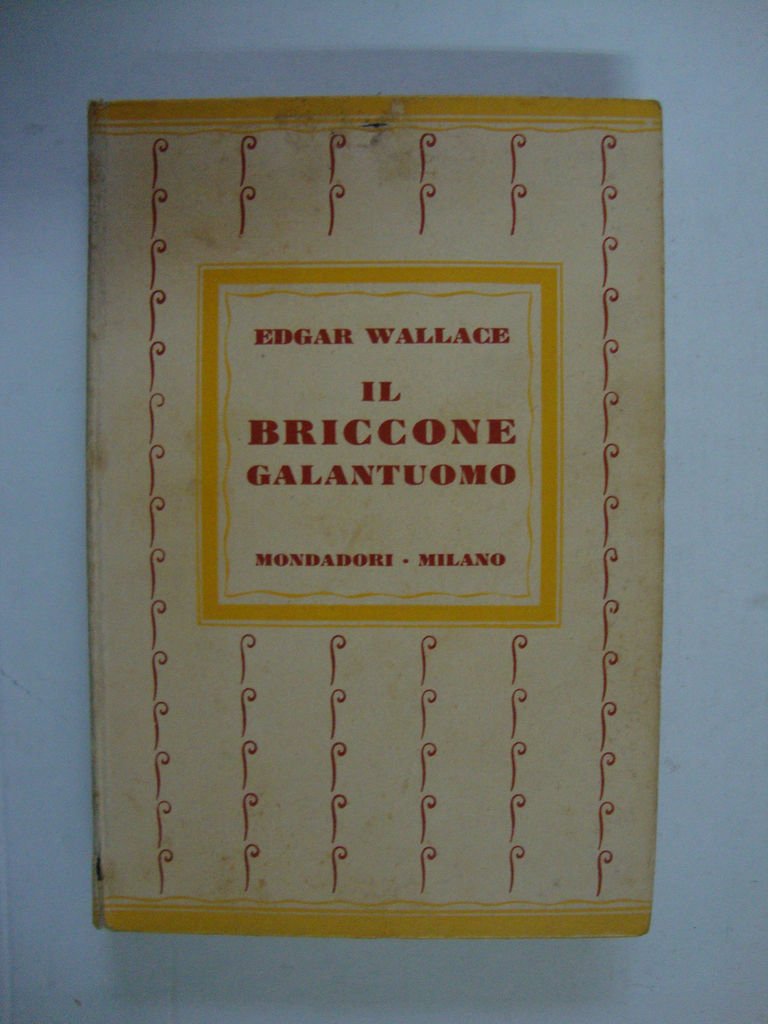 EDGAR WALLACE
IL
BRICCONE
GALANTUOMO
MONDADORI · MILANO